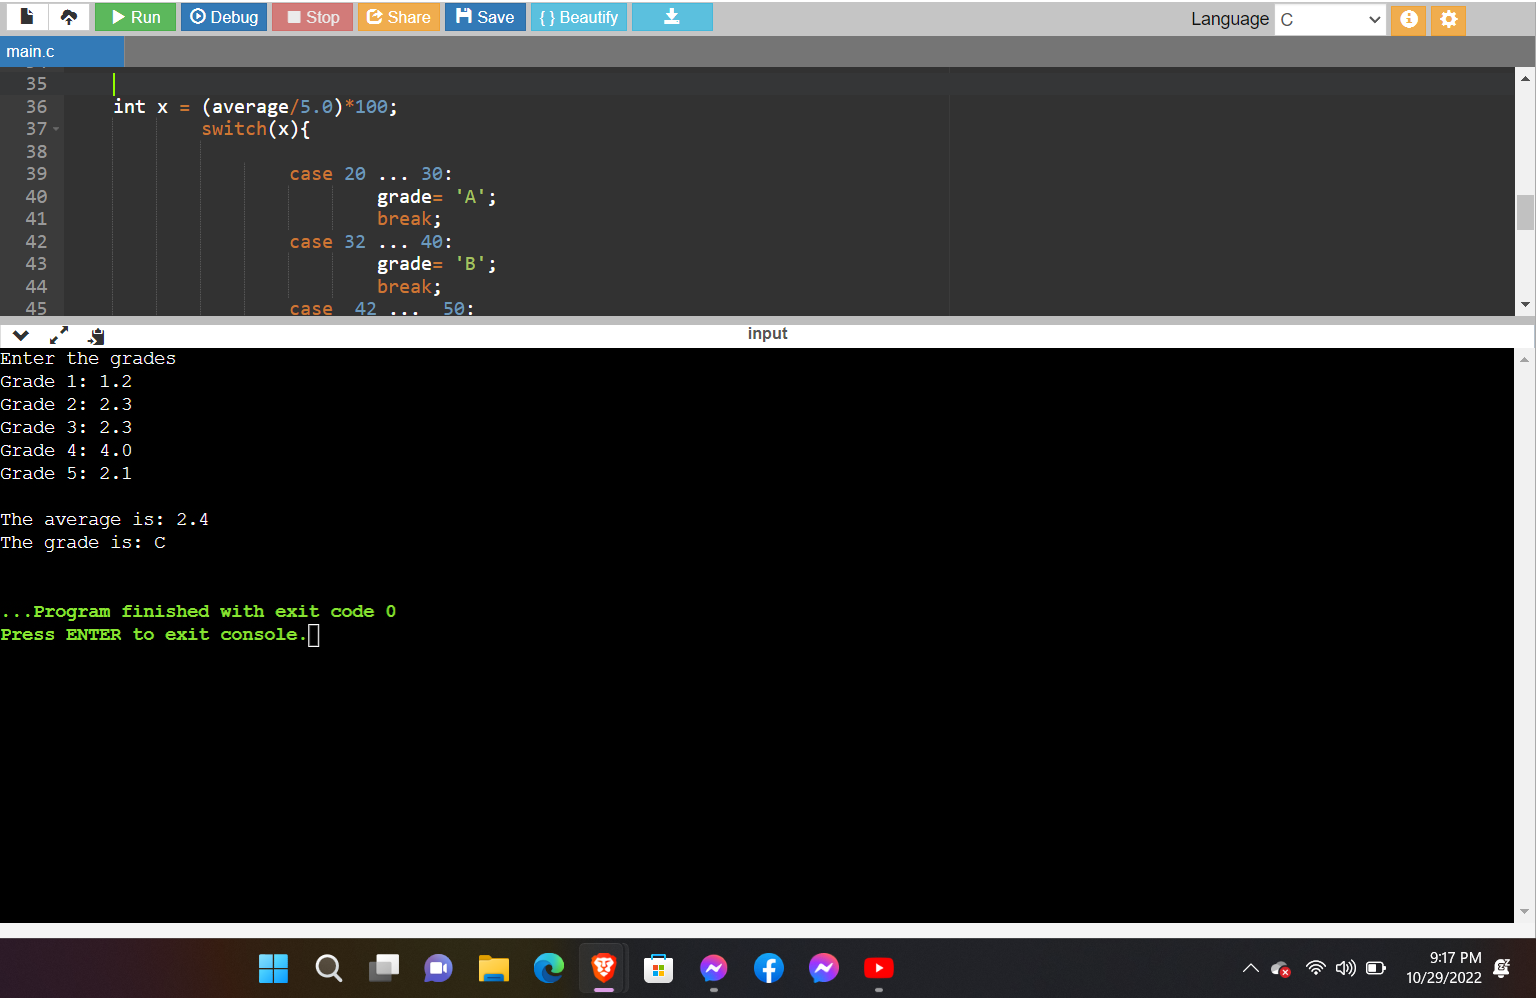 Run Debug Stop Share Save { } Beautify Language C
main.c
35
36 int x = (average/5.0)*100;
37 switch(x){
38
39 case 20 ... 30:
40 grade= 'A';
41 break;
42 case 32 ... 40:
43 grade= 'B';
44 break;
45 case  42 ...  50:
input
Enter the grades
Grade 1: 1.2
Grade 2: 2.3
Grade 3: 2.3
Grade 4: 4.0
Grade 5: 2.1
The average is: 2.4
The grade is: C
...Program finished with exit code 0
Press ENTER to exit console.
9:17 PM
10/29/2022